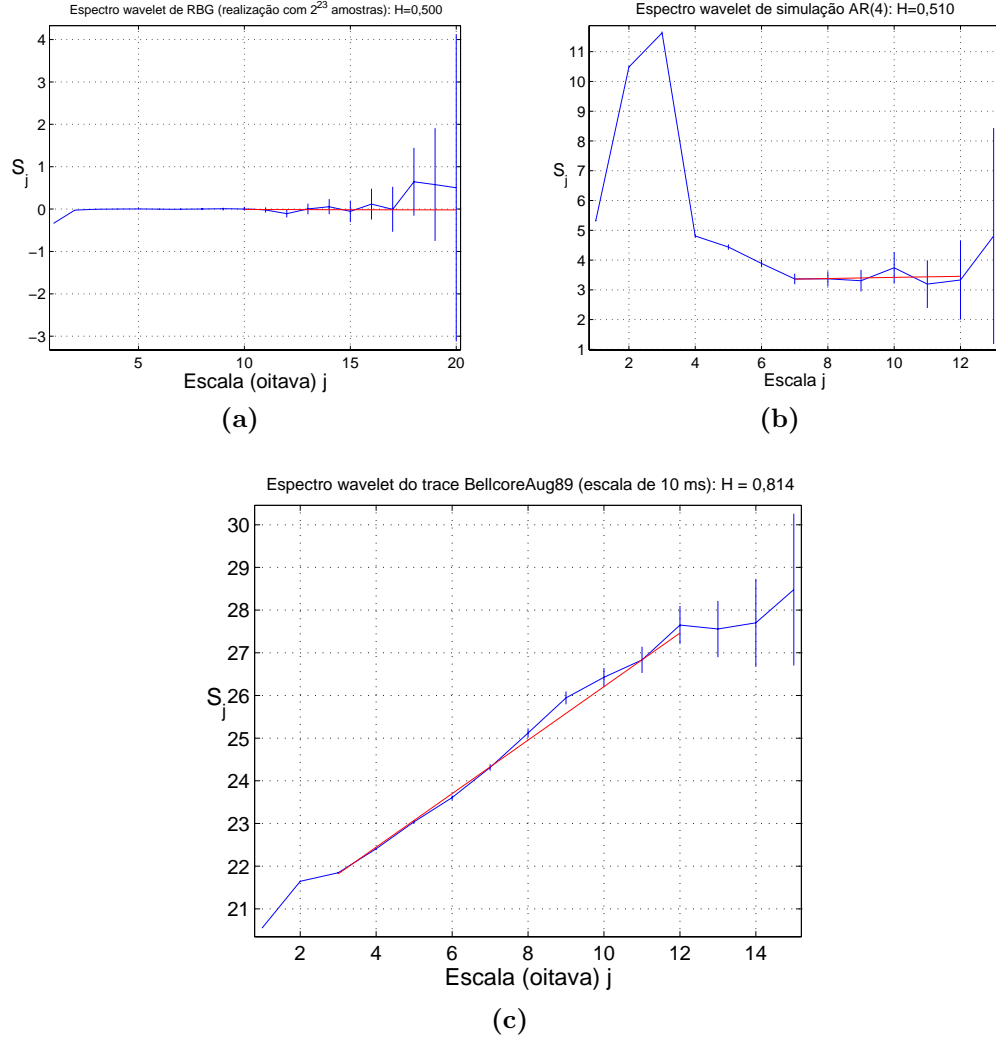 Espectro wavelet de RBG (realização com 2^23 amostras): H=0,500
4
3
2
1
0
−1
−2
−3
S_j
5 10 15 20
Escala (oitava) j
(a)
Espectro wavelet de simulação AR(4): H=0,510
11
10
9
8
7
6
5
4
3
2
1
S_j
2 4 6 8 10 12
Escala j
(b)
Espectro wavelet do trace BellcoreAug89 (escala de 10 ms): H = 0,814
30
29
28
27
26
25
24
23
22
21
S_j
2 4 6 8 10 12 14
Escala (oitava) j
(c)